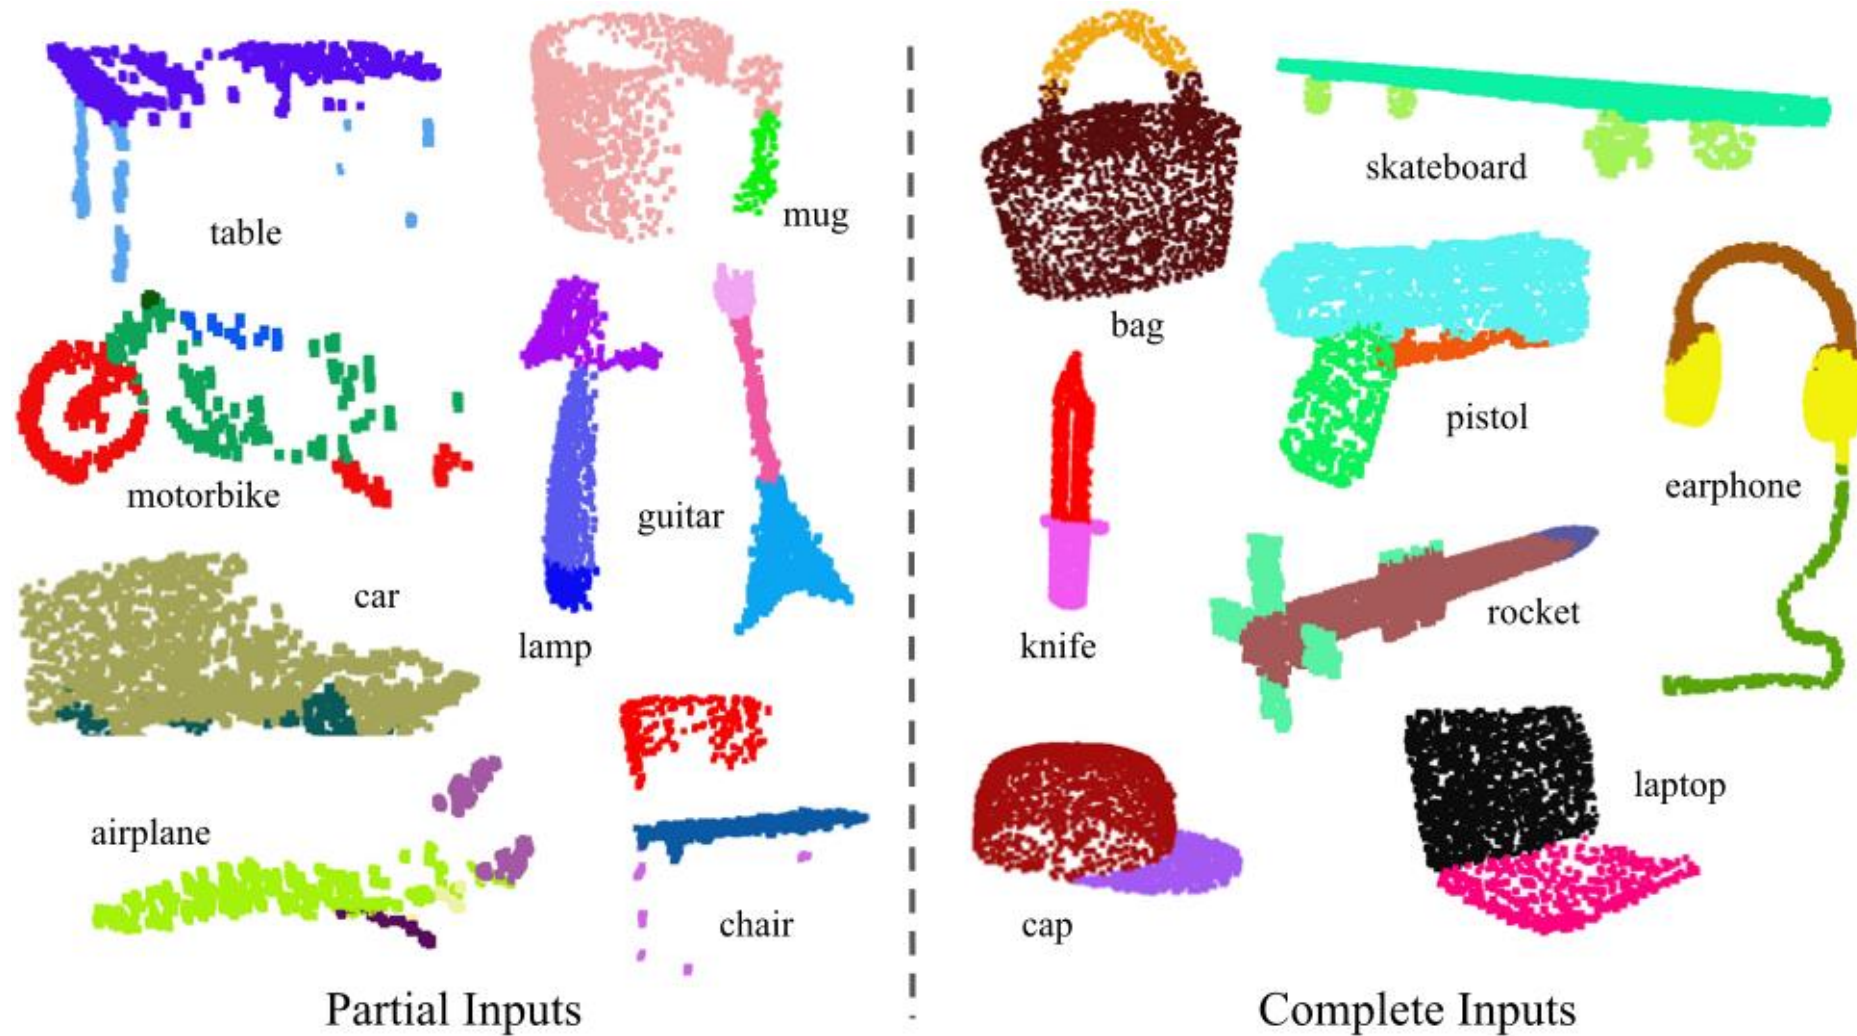 table
mug
motorbike
guitar
car
lamp
airplane
chair
Partial Inputs
skateboard
bag
pistol
earphone
knife
rocket
laptop
cap
Complete Inputs